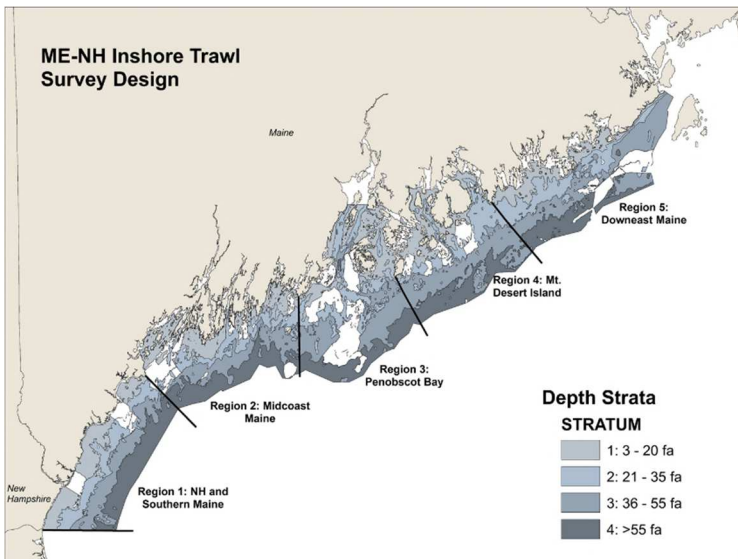 ME-NH Inshore Trawl
Survey Design
Maine
Region 5:
Downeast Maine
Region 4: Mt.
Desert Island
Region 3:
Penobscot Bay
Region 2: Midcoast
Maine
Region 1: NH and
Southern Maine
New
Hampshire
Depth Strata
STRATUM
1: 3 - 20 fa
2: 21 - 35 fa
3: 36 - 55 fa
4: >55 fa